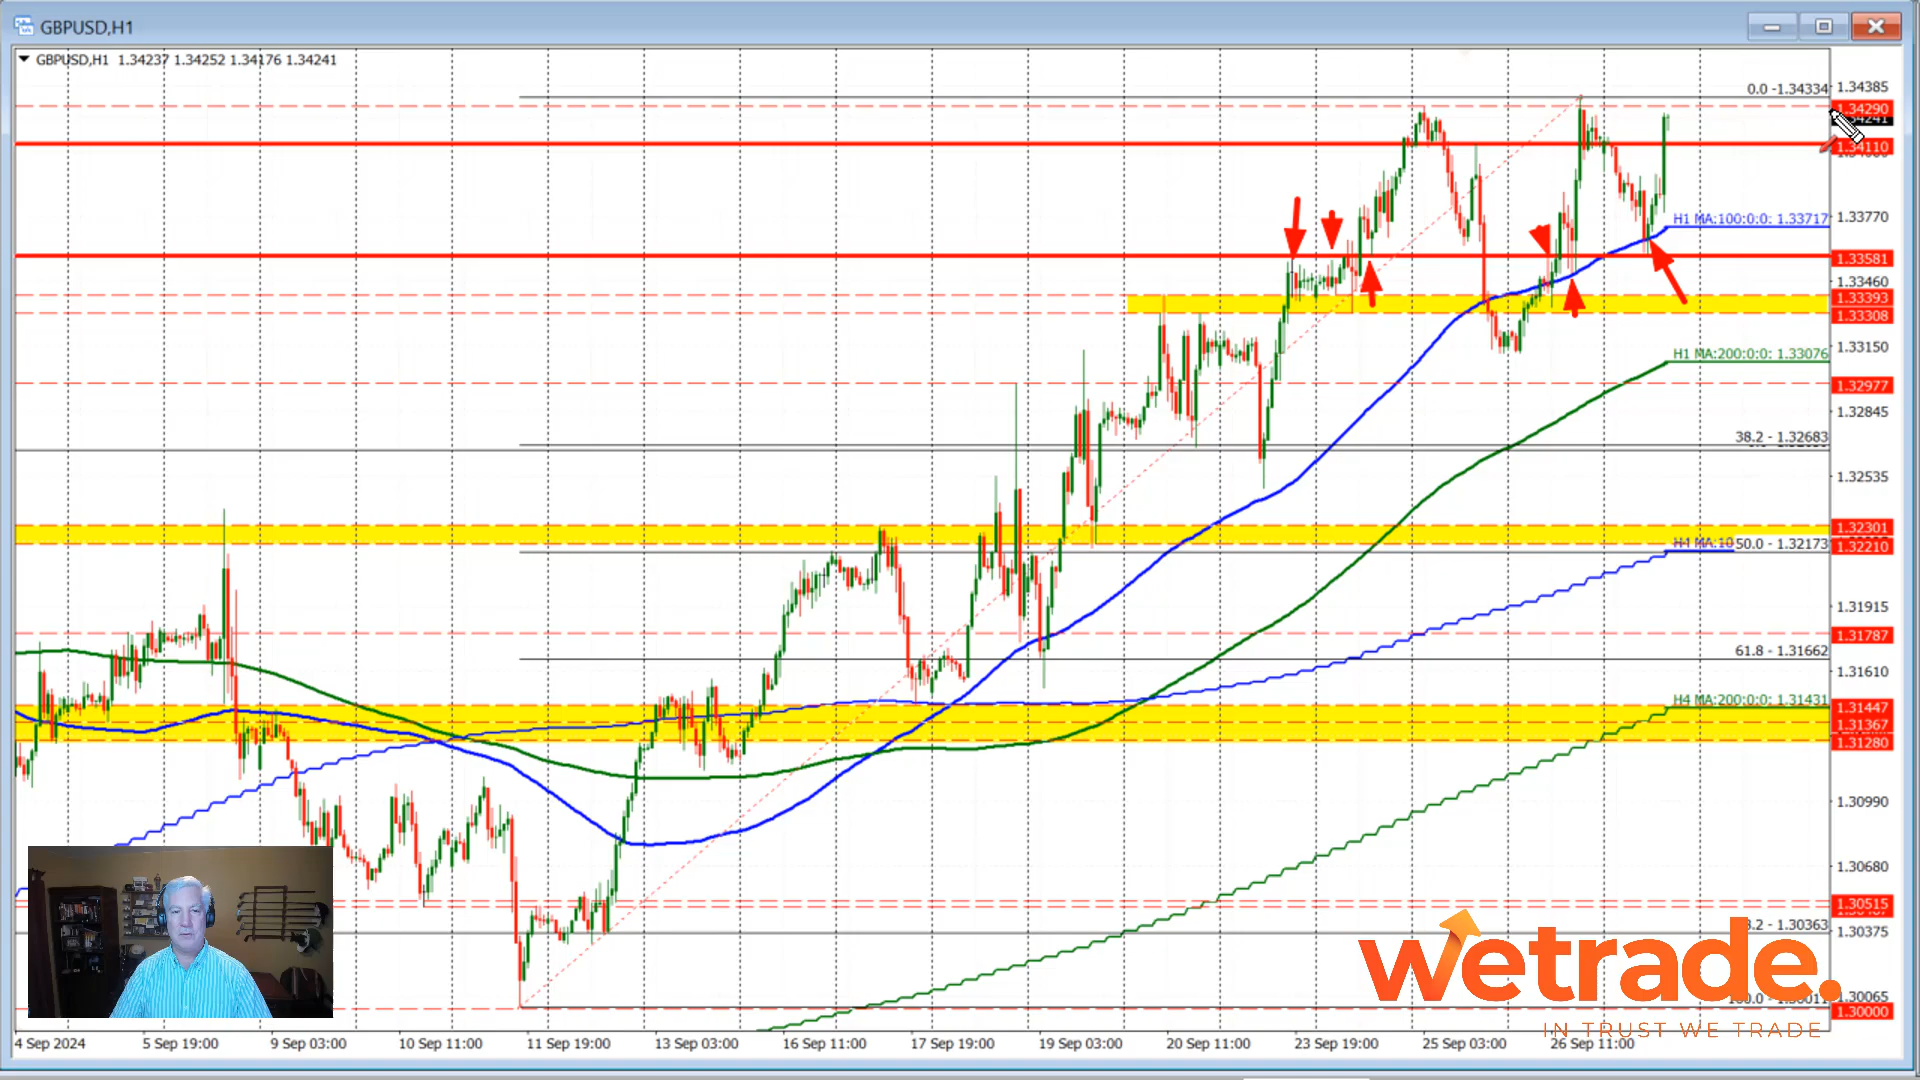 GBPUSD,H1
GBPUSD,H1 1.34237 1.34252 1.34176 1.34241
0.0 -1.34334
1.34385
1.34290
1.34110
H1 MA:100:0:0: 1.33717
1.33770
1.33581
1.33460
1.33393
1.33308
H1 MA:200:0:0: 1.33076
1.33150
1.32977
1.32845
38.2 - 1.32683
1.32535
1.32301
1.32210
H4 MA:10
50.0 - 1.32173
1.31915
1.31787
61.8 - 1.31662
1.31610
H4 MA:200:0:0: 1.31431
1.31447
1.31367
1.31280
1.30990
1.30680
1.30515
1.30375
1.30065
1.30000
wetrade.
IN TRUST WE TRADE
4 Sep 2024
5 Sep 19:00
9 Sep 03:00
10 Sep 11:00
11 Sep 19:00
13 Sep 03:00
16 Sep 11:00
17 Sep 19:00
19 Sep 03:00
20 Sep 11:00
23 Sep 19:00
25 Sep 03:00
26 Sep 11:00